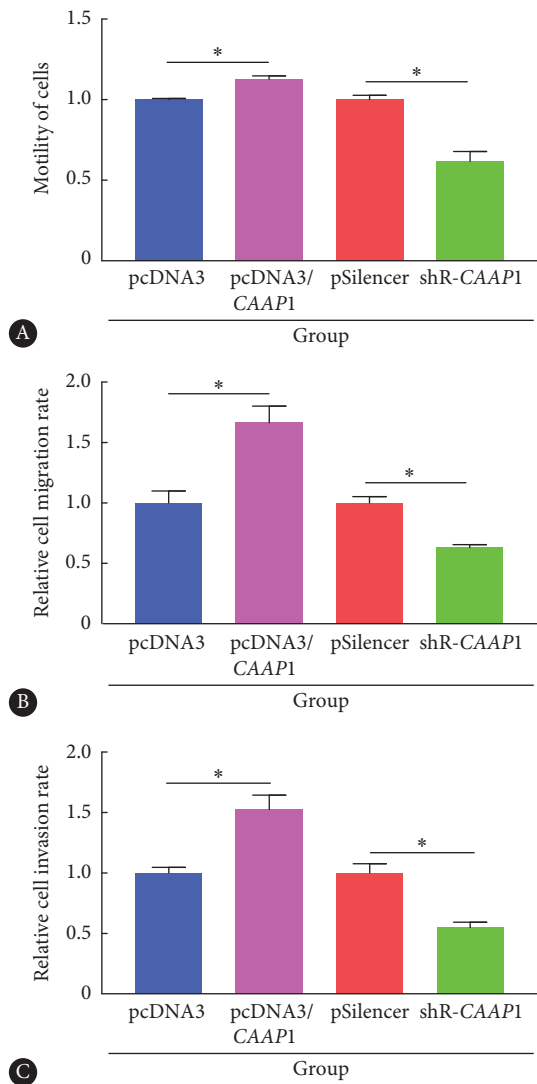 1.5
1.0
0.5
0
Motility of cells
*
*
pcDNA3
pcDNA3/
CAAP1
pSilencer
shR-CAAP1
Group
A
2.0
1.5
1.0
0.5
0
Relative cell migration rate
*
*
pcDNA3
pcDNA3/
CAAP1
pSilencer
shR-CAAP1
Group
B
2.0
1.5
1.0
0.5
0
Relative cell invasion rate
*
*
pcDNA3
pcDNA3/
CAAP1
pSilencer
shR-CAAP1
Group
C